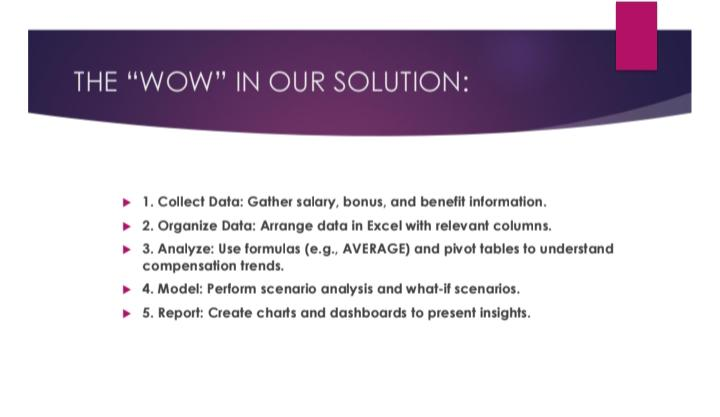 THE “WOW” IN OUR SOLUTION:
1. Collect Data: Gather salary, bonus, and benefit information.
2. Organize Data: Arrange data in Excel with relevant columns.
3. Analyze: Use formulas (e.g., AVERAGE) and pivot tables to understand
compensation trends.
4. Model: Perform scenario analysis and what-if scenarios.
5. Report: Create charts and dashboards to present insights.